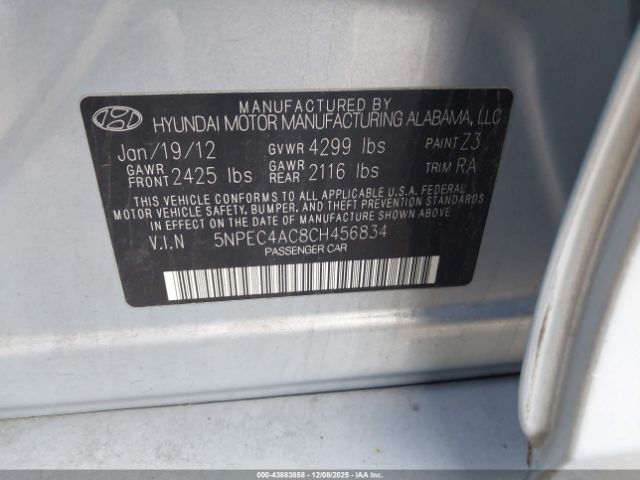 MANUFACTURED BY
HYUNDAI MOTOR MANUFACTURING ALABAMA, LLC
Jan/19/12 GVWR 4299 lbs PAINT Z3
GAWR FRONT 2425 lbs GAWR REAR 2116 lbs TRIM RA
THIS VEHICLE CONFORMS TO ALL APPLICABLE U.S.A. FEDERAL
MOTOR VEHICLE SAFETY, BUMPER, AND THEFT PREVENTION STANDARDS
IN EFFECT ON THE DATE OF MANUFACTURE SHOWN ABOVE.
V.I.N 5NPEC4AC8CH456834
PASSENGER CAR
000-43883858 - 12/08/2025 - IAAI US